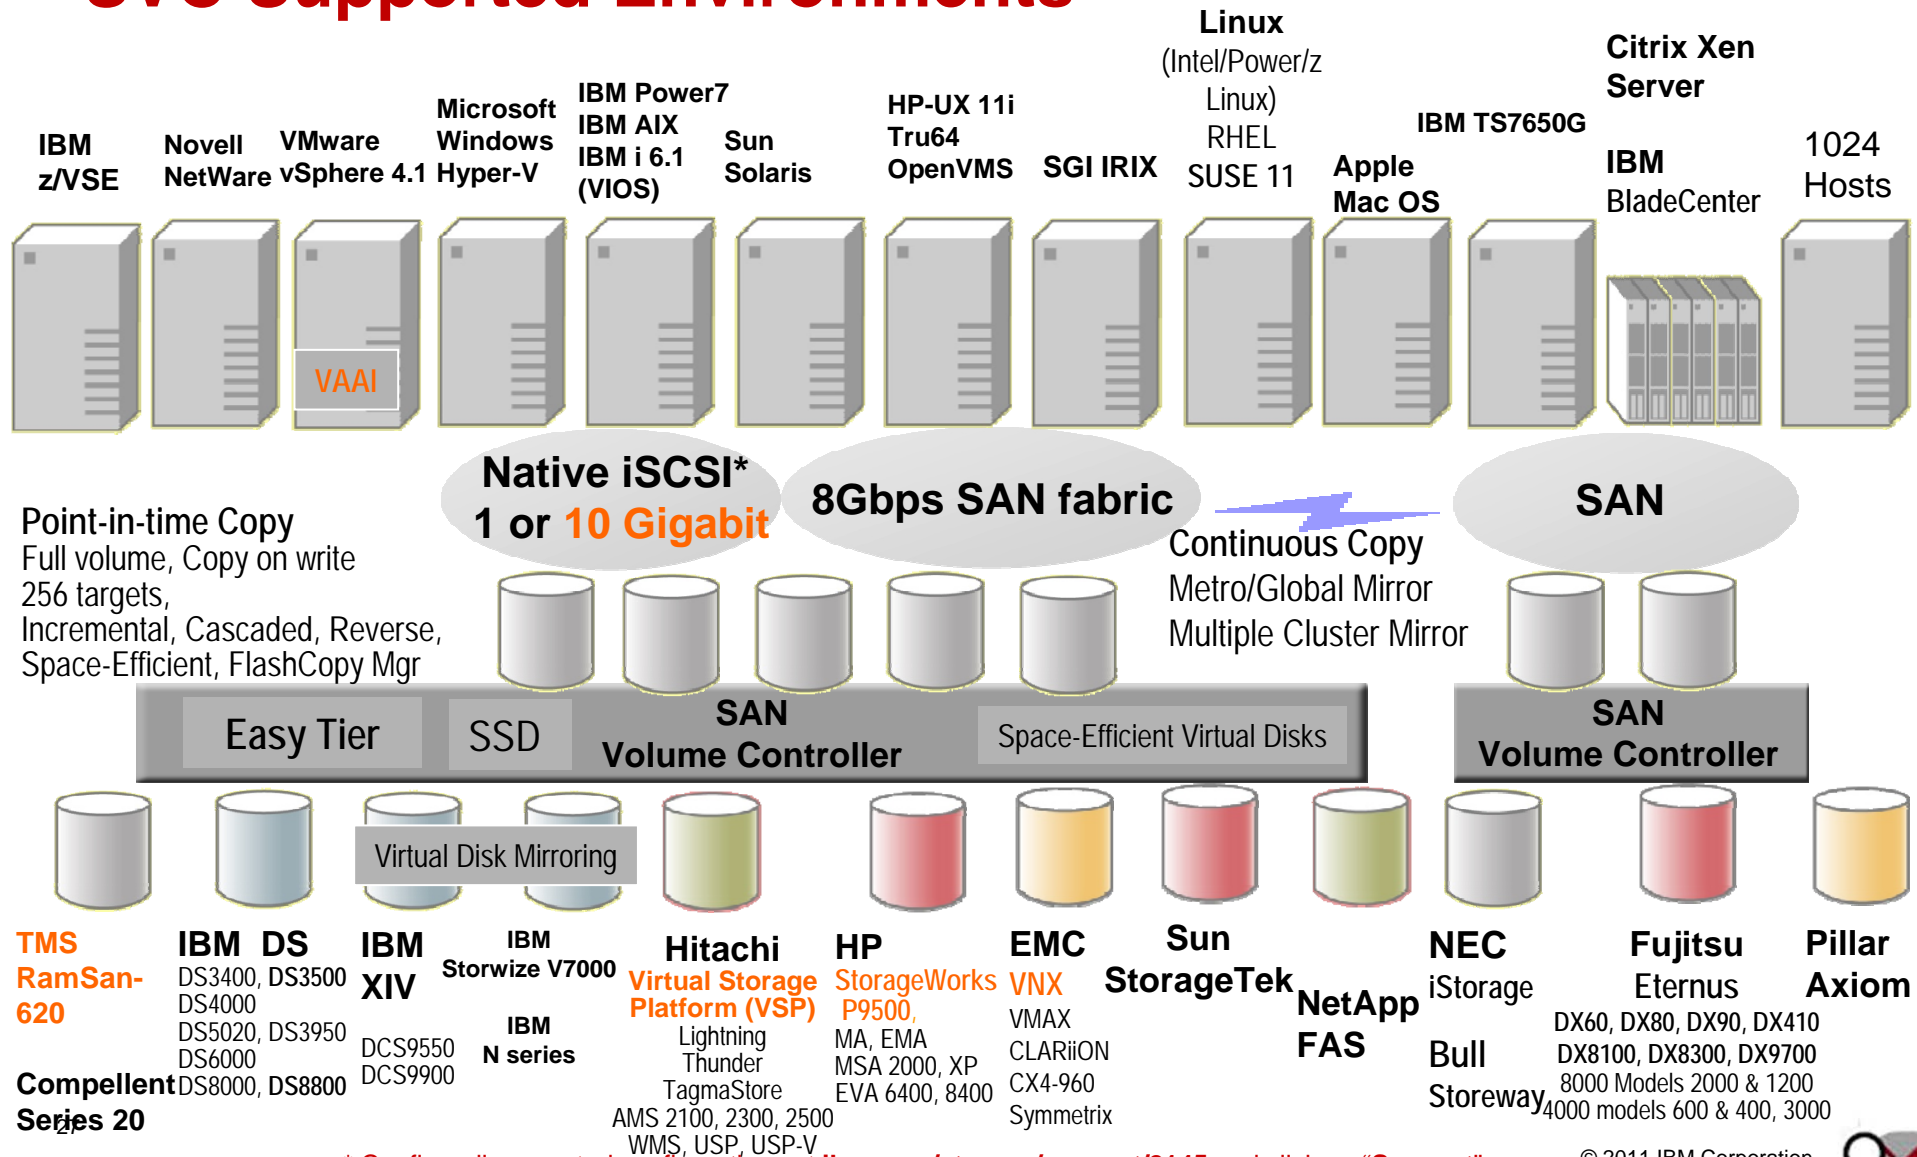 SVC Supported Environments
IBM
z/VSE
Novell
NetWare
VMware
vSphere 4.1
Microsoft
Windows
Hyper-V
IBM Power7
IBM AIX
IBM i 6.1
(VIOS)
Sun
Solaris
HP-UX 11i
Tru64
OpenVMS
SGI IRIX
Linux
(Intel/Power/z
Linux)
RHEL
SUSE 11
Apple
Mac OS
IBM TS7650G
Citrix Xen
Server
IBM
BladeCenter
1024
Hosts
VAAI
Native iSCSI*
1 or 10 Gigabit
8Gbps SAN fabric
SAN
Point-in-time Copy
Full volume, Copy on write
256 targets,
Incremental, Cascaded, Reverse,
Space-Efficient, FlashCopy Mgr
Continuous Copy
Metro/Global Mirror
Multiple Cluster Mirror
Easy Tier
SSD
SAN
Volume Controller
Space-Efficient Virtual Disks
SAN
Volume Controller
Virtual Disk Mirroring
TMS
RamSan-
620
Compellent
Series 20
IBM DS
DS3400, DS3500
DS4000
DS5020, DS3950
DS6000
DS8000, DS8800
IBM
XIV
DCS9550
DCS9900
IBM
Storwize V7000
IBM
N series
Hitachi
Virtual Storage
Platform (VSP)
Lightning
Thunder
TagmaStore
AMS 2100, 2300, 2500
WMS, USP, USP-V
HP
StorageWorks
P9500,
MA, EMA
MSA 2000, XP
EVA 6400, 8400
EMC
VNX
VMAX
CLARiiON
CX4-960
Symmetrix
Sun
StorageTek
NetApp
FAS
NEC
iStorage
Bull
Storeway
Fujitsu
Eternus
DX60, DX80, DX90, DX410
DX8100, DX8300, DX9700
8000 Models 2000 & 1200
4000 models 600 & 400, 3000
Pillar
Axiom
27
© 2011 IBM Corporation